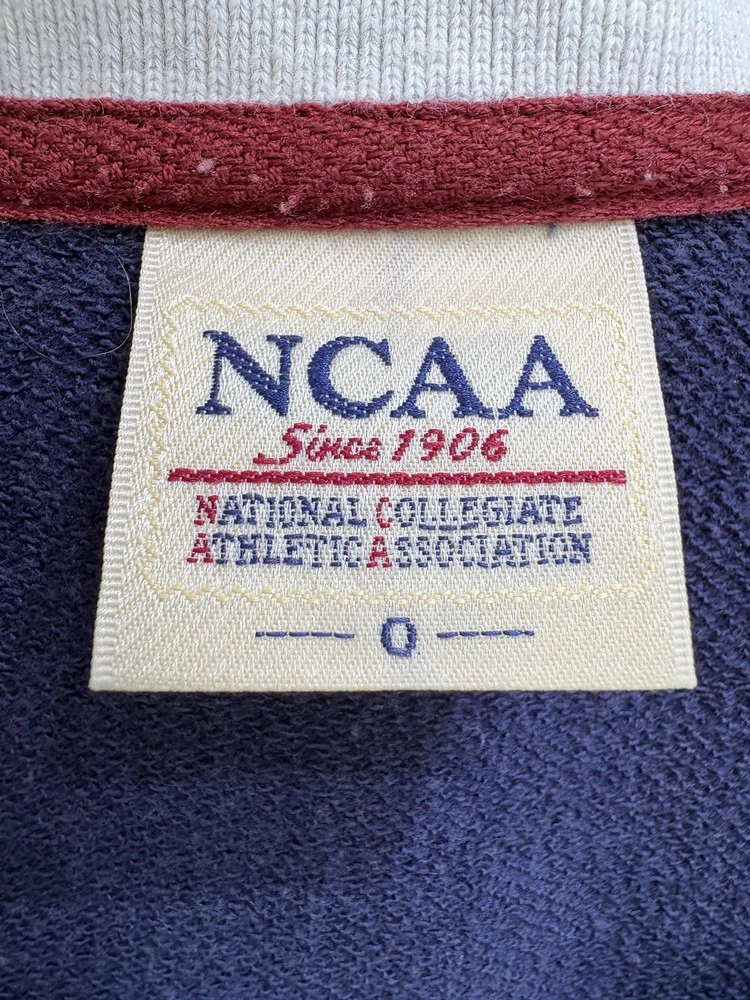 NCAA
Since 1906
NATIONAL COLLEGIATE
ATHLETIC ASSOCIATION
O